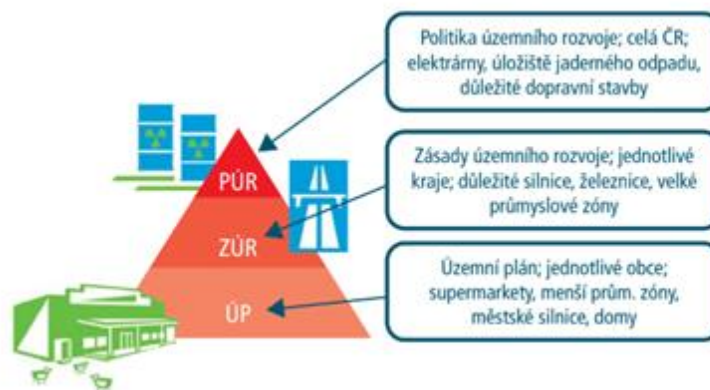 Politika územního rozvoje; celá ČR;
elektrárny, úložiště jaderného odpadu,
důležité dopravní stavby
PÚR
Zásady územního rozvoje; jednotlivé
kraje; důležité silnice, železnice, velké
průmyslové zóny
ZÚR
Územní plán; jednotlivé obce;
supermarkety, menší prům. zóny,
městské silnice, domy
ÚP